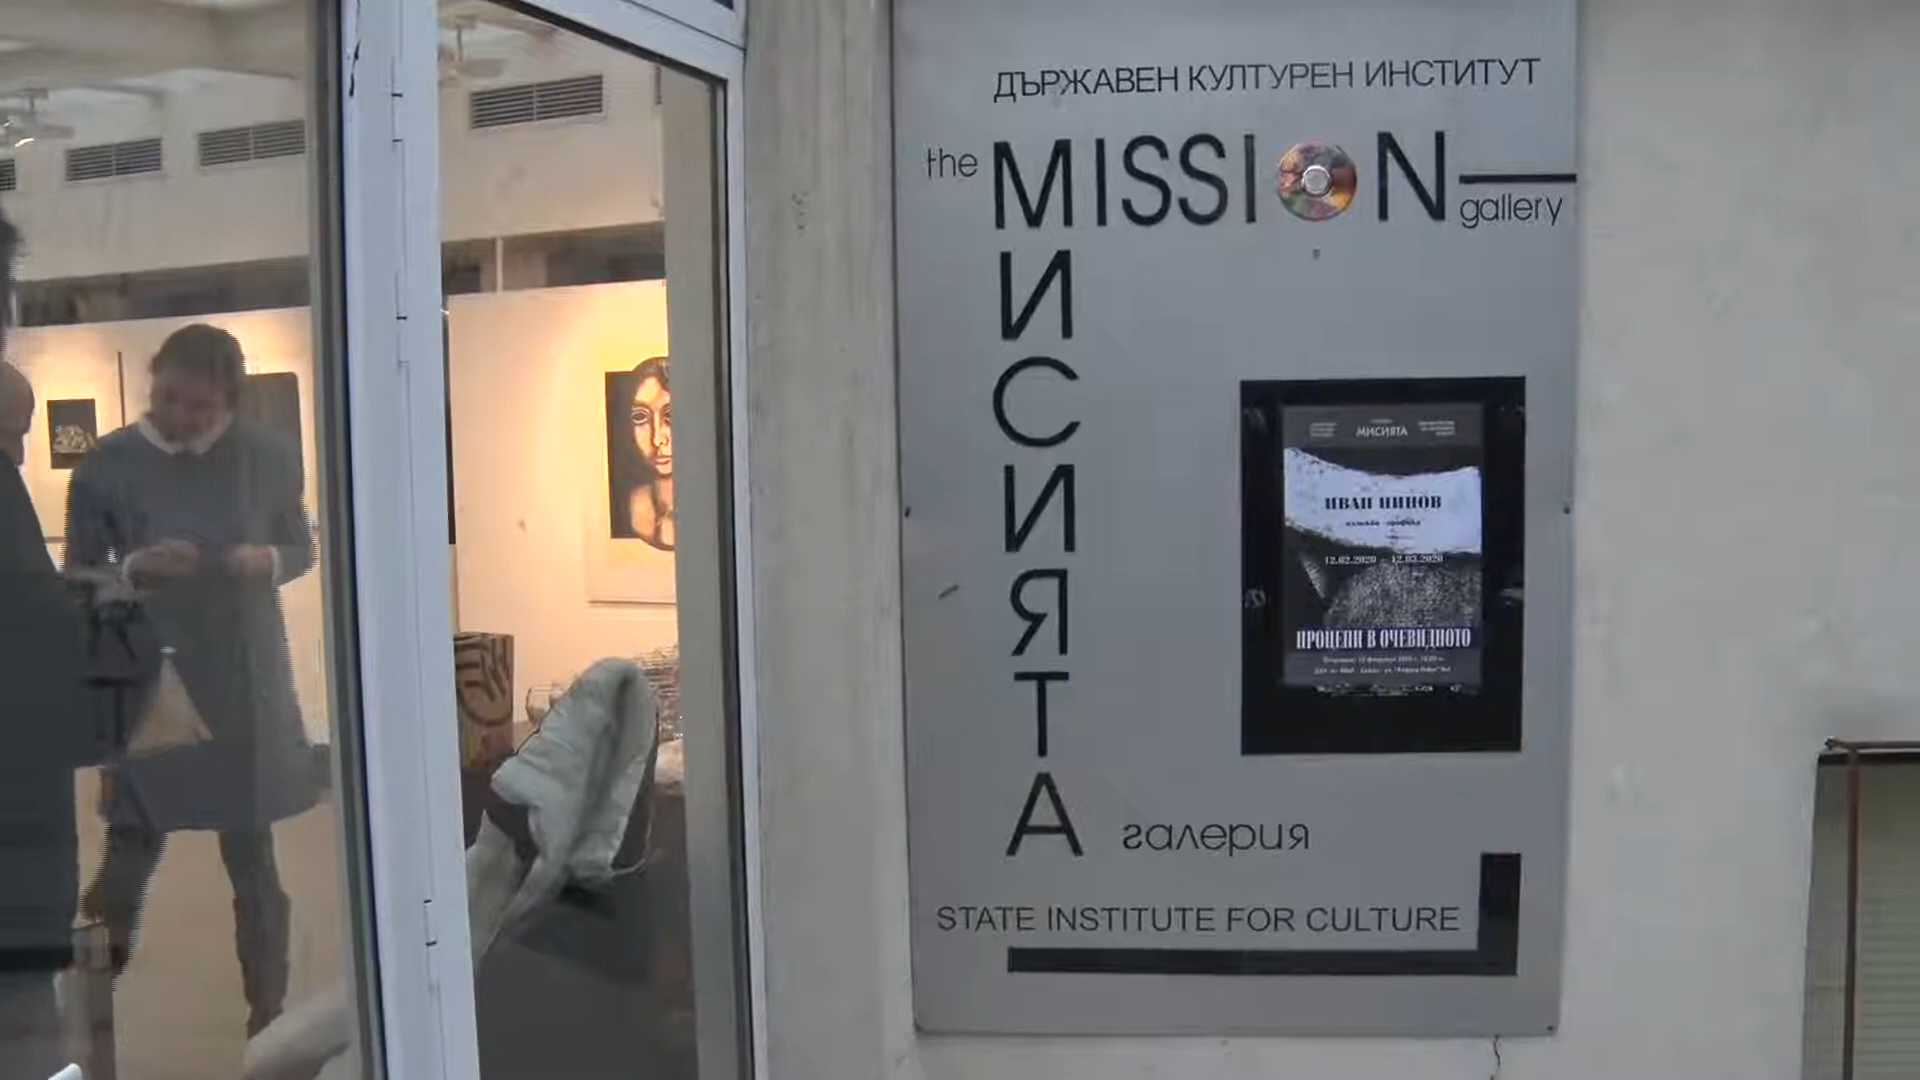 ДЪРЖАВЕН КУЛТУРЕН ИНСТИТУТ
the MISSION gallery
МИСИЯТА
галерия
STATE INSTITUTE FOR CULTURE
МИСИЯТА
ИВАН НИНОВ
12.02.2020 – 12.03.2020
ПРОЦЕПИ В ОЧЕВИДНОТО